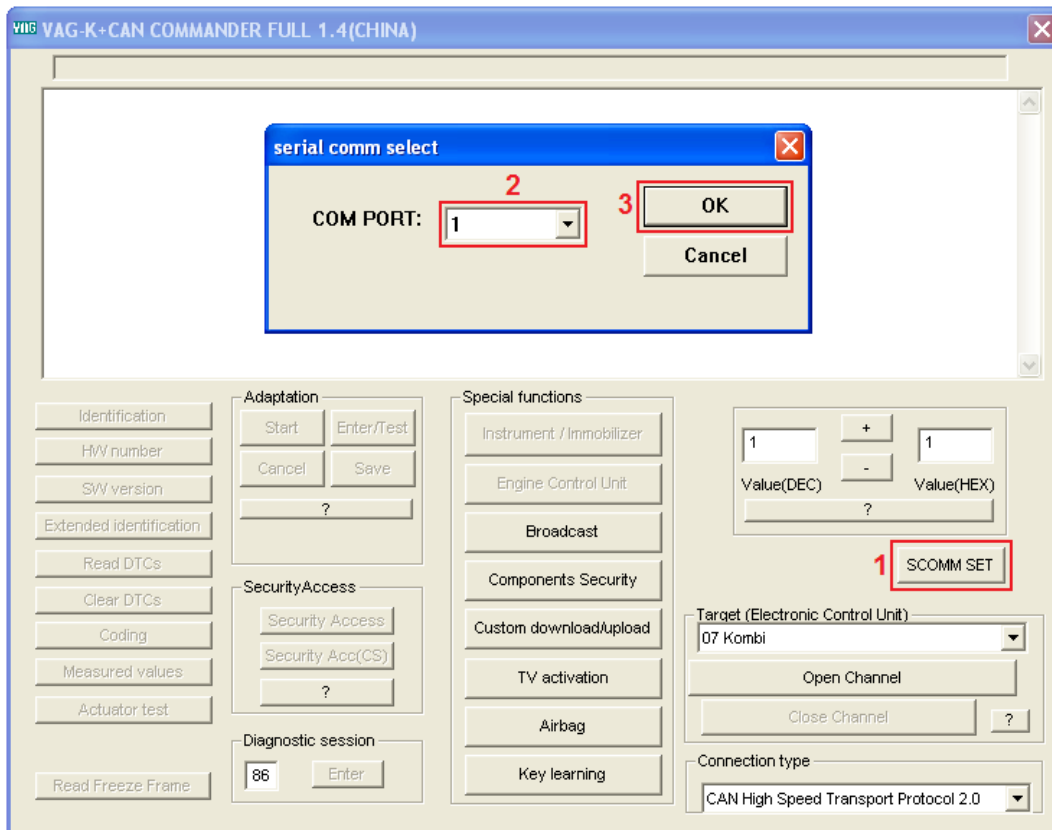 VAG VAG-K+CAN COMMANDER FULL 1.4(CHINA)
serial comm select
2
COM PORT:
1
3
OK
Cancel
Identification
HW number
SW version
Extended identification
Read DTCs
Clear DTCs
Coding
Measured values
Actuator test
Read Freeze Frame
Adaptation
Start
Enter/Test
Cancel
Save
?
SecurityAccess
Security Access
Security Acc(CS)
?
Diagnostic session
86
Enter
Special functions
Instrument / Immobilizer
Engine Control Unit
Broadcast
Components Security
Custom download/upload
TV activation
Airbag
Key learning
1
+
1
-
Value(DEC)
Value(HEX)
?
1
SCOMM SET
Target (Electronic Control Unit)
07 Kombi
Open Channel
Close Channel
?
Connection type
CAN High Speed Transport Protocol 2.0